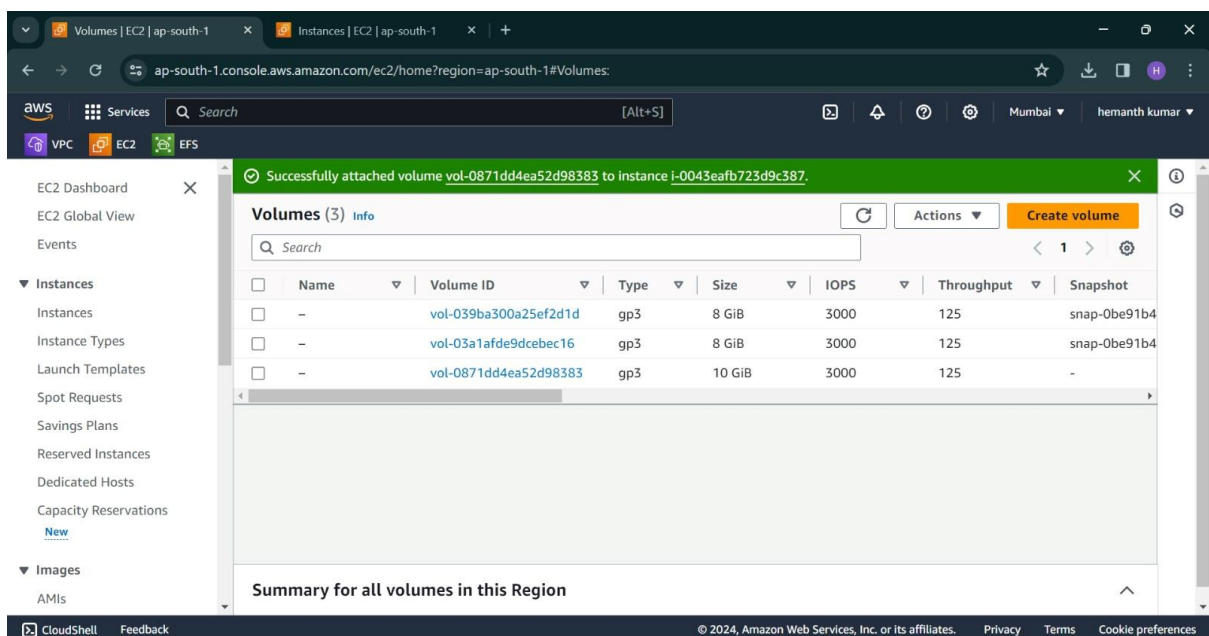 Volumes | EC2 | ap-south-1
Instances | EC2 | ap-south-1
ap-south-1.console.aws.amazon.com/ec2/home?region=ap-south-1#Volumes:
H
aws Services Search [Alt+S] Mumbai hemanth kumar
VPC EC2 EFS
EC2 Dashboard
EC2 Global View
Events
Instances
Instances
Instance Types
Launch Templates
Spot Requests
Savings Plans
Reserved Instances
Dedicated Hosts
Capacity Reservations
New
Images
AMIs
Successfully attached volume vol-0871dd4ea52d98383 to instance i-0043eafb723d9c387.
Volumes (3) Info Actions Create volume
Search 1
Name Volume ID Type Size IOPS Throughput Snapshot
– vol-039ba300a25ef2d1d gp3 8 GiB 3000 125 snap-0be91b4
– vol-03a1afde9dcebec16 gp3 8 GiB 3000 125 snap-0be91b4
– vol-0871dd4ea52d98383 gp3 10 GiB 3000 125 -
Summary for all volumes in this Region
CloudShell Feedback © 2024, Amazon Web Services, Inc. or its affiliates. Privacy Terms Cookie preferences